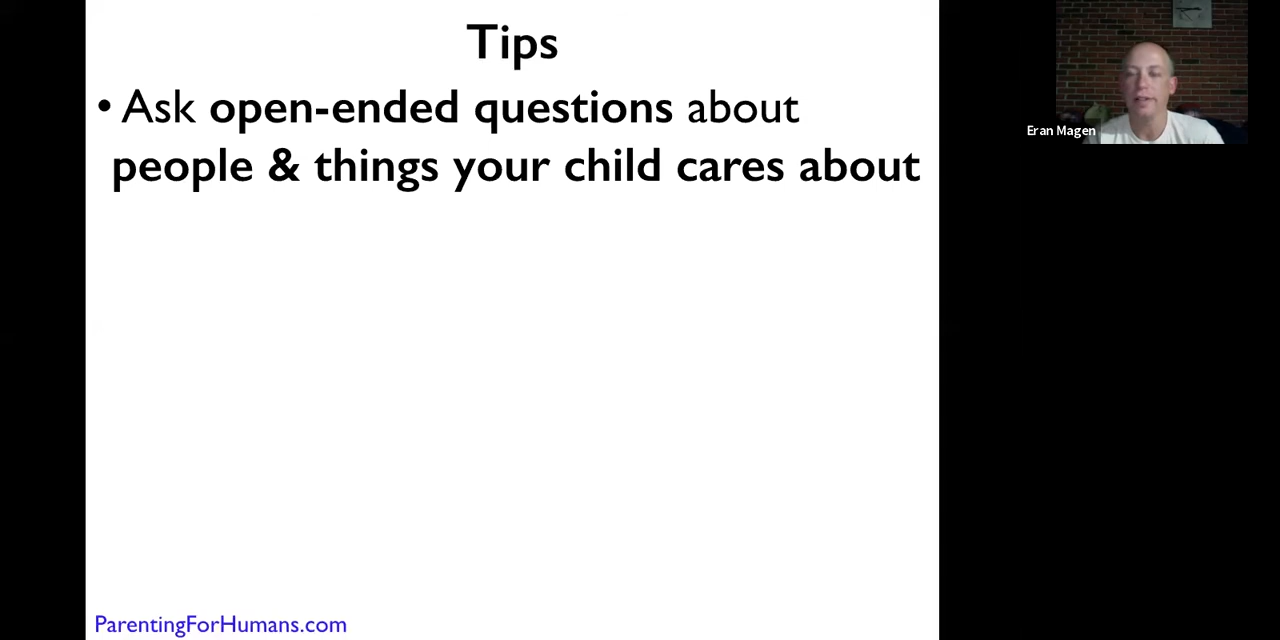 Tips
• Ask open-ended questions about
people & things your child cares about
Eran Magen
ParentingForHumans.com